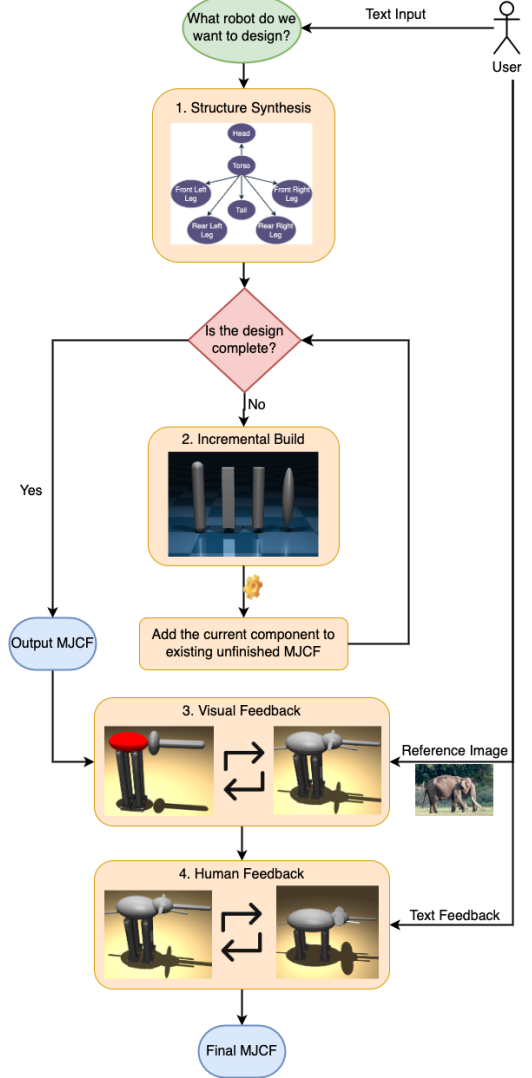 What robot do we
want to design?
Text Input
User
1. Structure Synthesis
Head
Torso
Front Left
Leg
Front Right
Leg
Tail
Rear Left
Leg
Rear Right
Leg
Is the design
complete?
No
2. Incremental Build
Yes
Add the current component to
existing unfinished MJCF
Output MJCF
3. Visual Feedback
Reference Image
4. Human Feedback
Text Feedback
Final MJCF